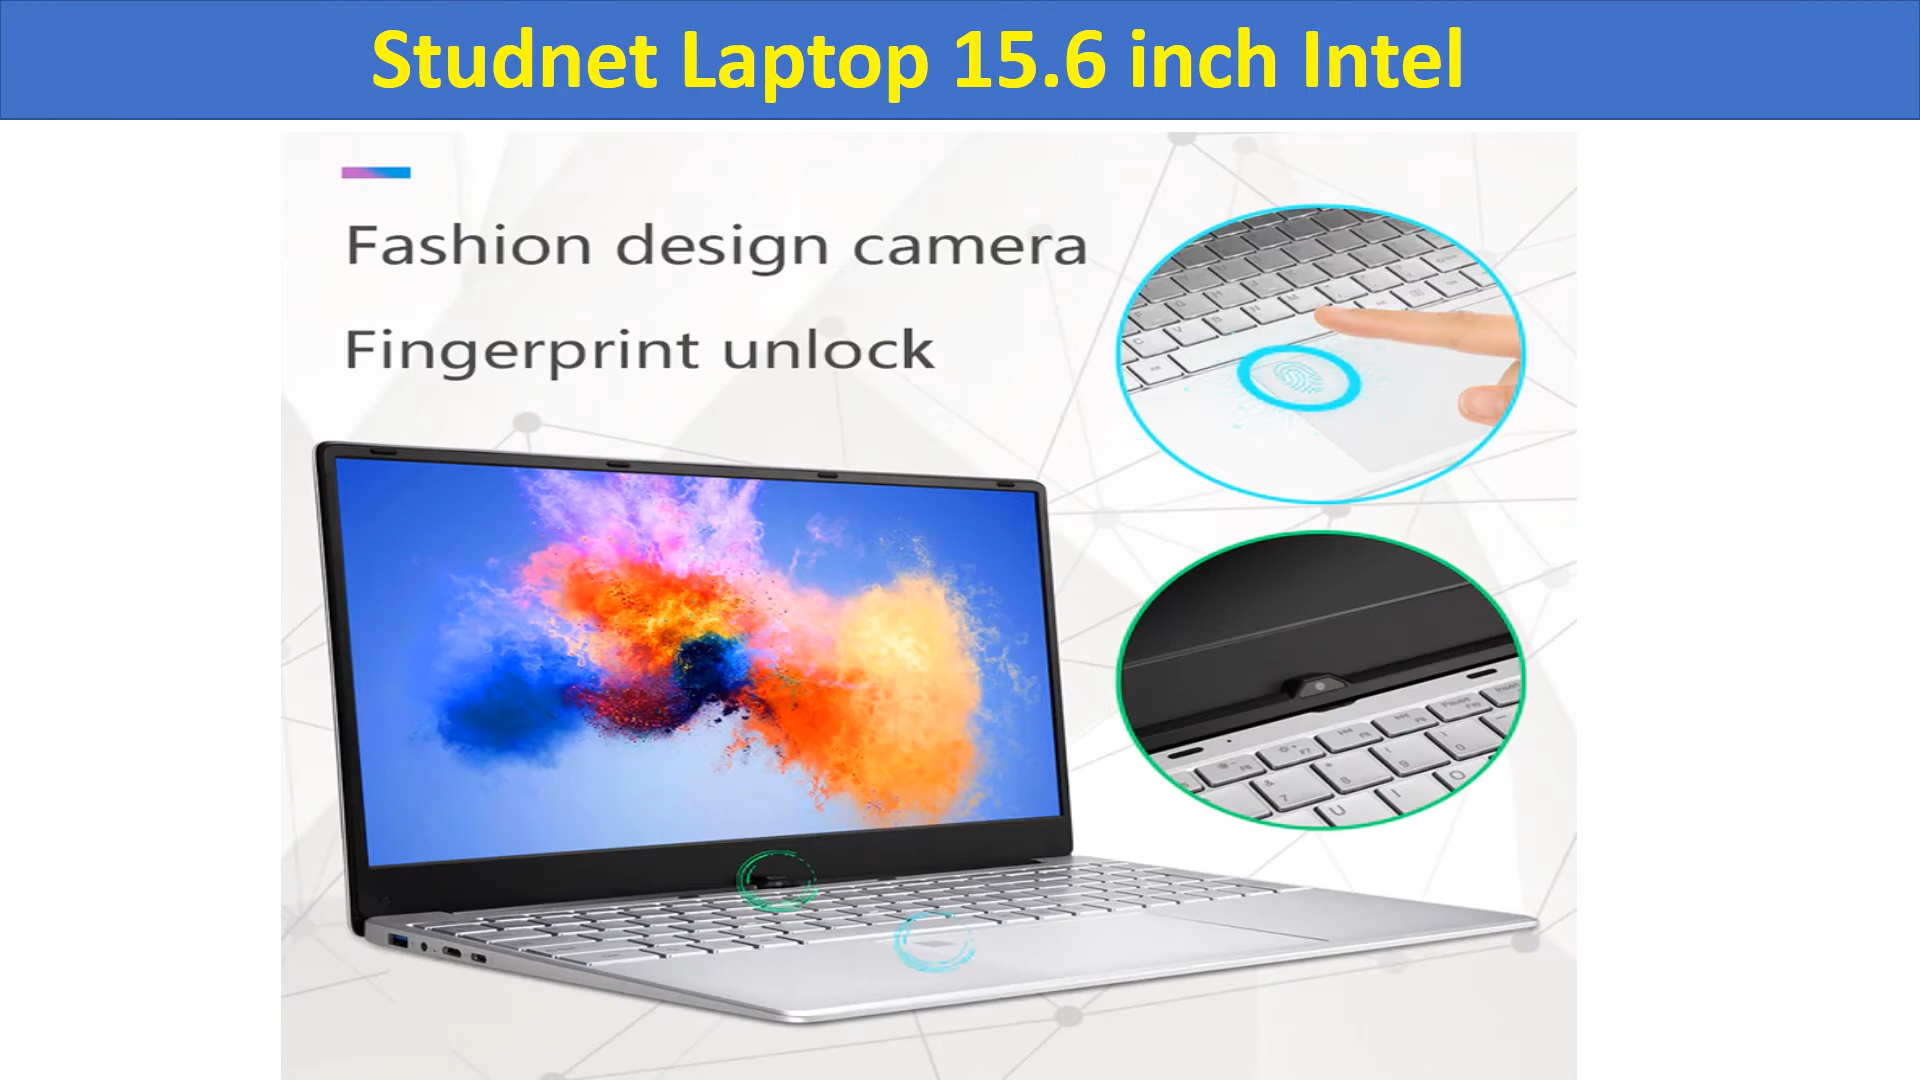 Studnet Laptop 15.6 inch Intel
Fashion design camera
Fingerprint unlock